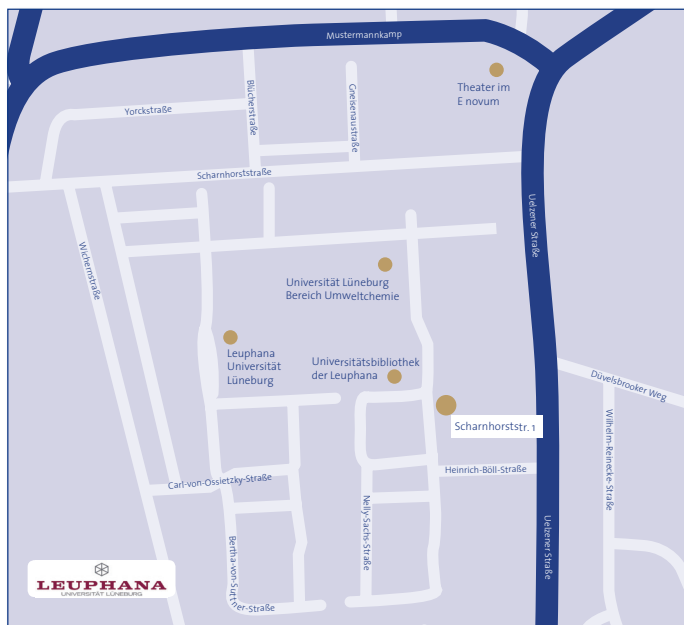 Mustermannkamp
Theater im
E novum
Yorckstraße
Blücherstraße
Gneisenaustraße
Scharnhorststraße
Wichernstraße
Uelzener Straße
Universität Lüneburg
Bereich Umweltchemie
Leuphana
Universität
Lüneburg
Universitätsbibliothek
der Leuphana
Düvelsbrooker Weg
Scharnhorststr. 1
Wilhelm-Reinecke-Straße
Heinrich-Böll-Straße
Carl-von-Ossietzky-Straße
Nelly-Sachs-Straße
Uelzener Straße
Bertha-von-Suttner-Straße
LEUPHANA
UNIVERSITÄT LÜNEBURG